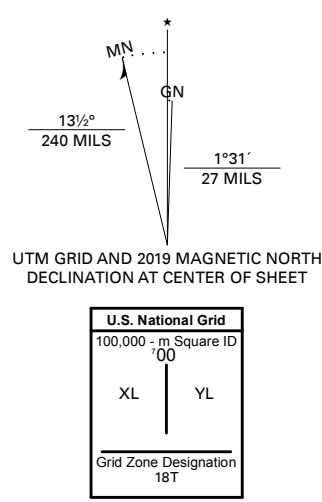 ★
MN
GN
13½°
240 MILS
1°31´
27 MILS
UTM GRID AND 2019 MAGNETIC NORTH
DECLINATION AT CENTER OF SHEET
U.S. National Grid
100,000 - m Square ID
⁷00
XL YL
Grid Zone Designation
18T